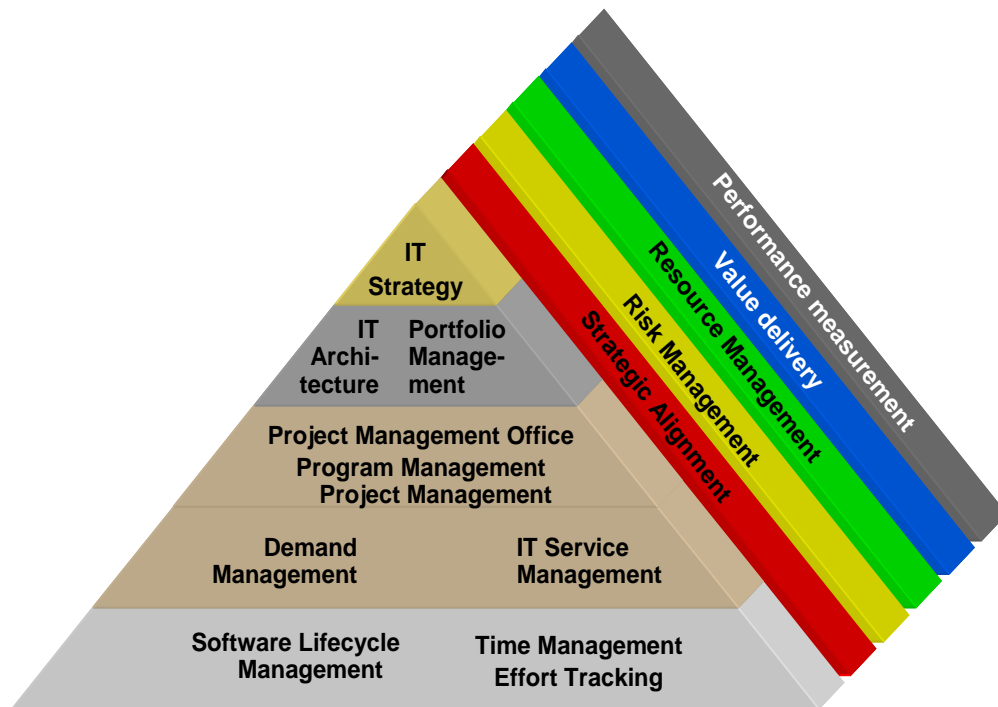 IT
Strategy
IT
Archi-
tecture
Portfolio
Manage-
ment
Project Management Office
Program Management
Project Management
Demand
Management
IT Service
Management
Software Lifecycle
Management
Time Management
Effort Tracking
Strategic Alignment
Risk Management
Resource Management
Value delivery
Performance measurement